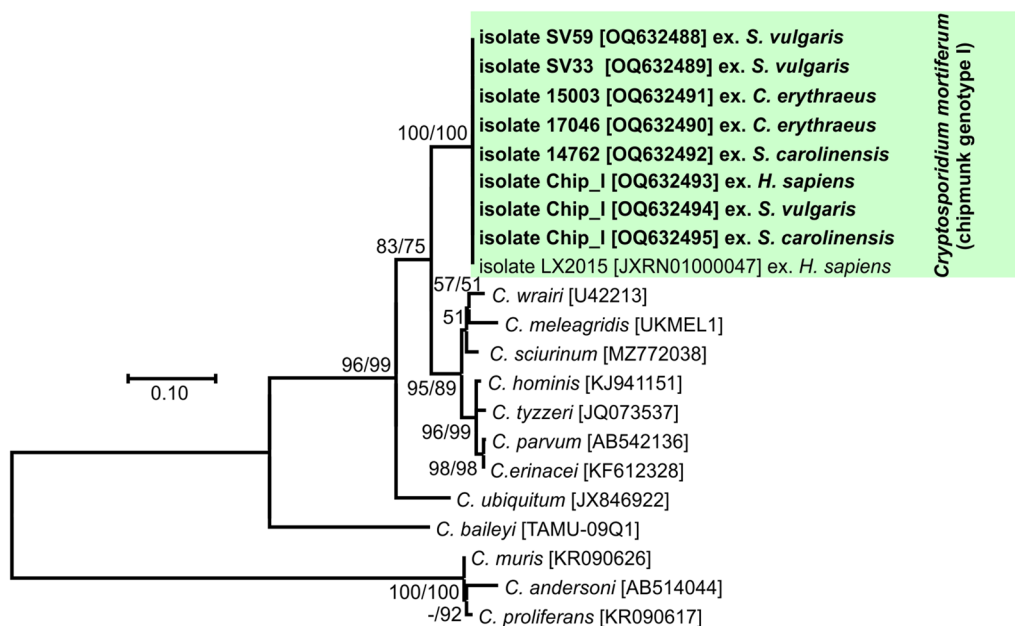 isolate SV59 [OQ632488] ex. S. vulgaris
isolate SV33 [OQ632489] ex. S. vulgaris
isolate 15003 [OQ632491] ex. C. erythraeus
isolate 17046 [OQ632490] ex. C. erythraeus
isolate 14762 [OQ632492] ex. S. carolinensis
isolate Chip_I [OQ632493] ex. H. sapiens
isolate Chip_I [OQ632494] ex. S. vulgaris
isolate Chip_I [OQ632495] ex. S. carolinensis
isolate LX2015 [JXRN01000047] ex. H. sapiens
Cryptosporidium mortiferum
(chipmunk genotype I)
100/100
83/75
57/51
C. wrairi [U42213]
51
C. meleagridis [UKMEL1]
C. sciurinum [MZ772038]
96/99
95/89
C. hominis [KJ941151]
0.10
C. tyzzeri [JQ073537]
96/99
C. parvum [AB542136]
98/98
C.erinacei [KF612328]
C. ubiquitum [JX846922]
C. baileyi [TAMU-09Q1]
C. muris [KR090626]
100/100
C. andersoni [AB514044]
-/92
C. proliferans [KR090617]